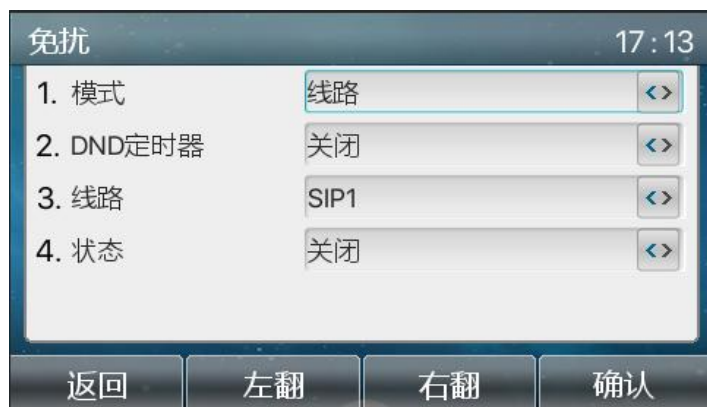 免扰 17:13
1. 模式 线路
2. DND定时器 关闭
3. 线路 SIP1
4. 状态 关闭
返回 左翻 右翻 确认